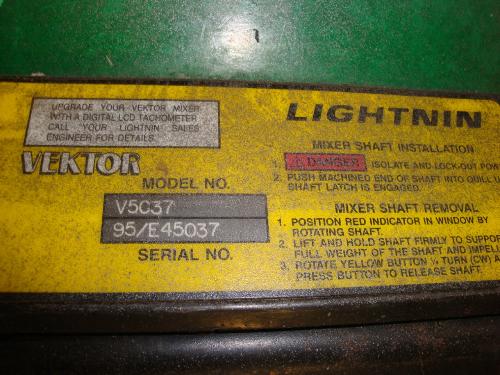 UPGRADE YOUR VEKTOR MIXER
WITH A DIGITAL LCD TACHOMETER
CALL YOUR LIGHTNIN SALES
ENGINEER FOR DETAILS.
VEKTOR
MODEL NO.
V5C37
95/E45037
SERIAL NO.
LIGHTNIN
MIXER SHAFT INSTALLATION
1. ⚠ DANGER ISOLATE AND LOCK-OUT
2. PUSH MACHINED END OF SHAFT INTO
SHAFT LATCH IS ENGAGED.
MIXER SHAFT REMOVAL
1. POSITION RED INDICATOR IN WINDOW BY
ROTATING SHAFT.
2. LIFT AND HOLD SHAFT FIRMLY TO SUPPO
FULL WEIGHT OF THE SHAFT AND IMPELL
3. ROTATE YELLOW BUTTON ¼ TURN (CW) A
PRESS BUTTON TO RELEASE SHAFT.